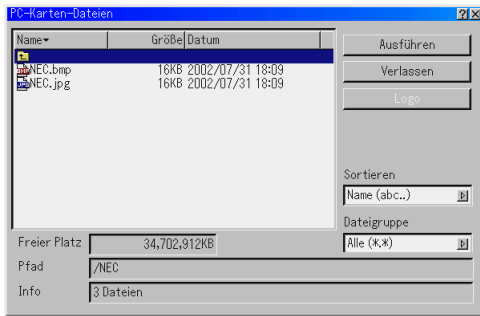 PC-Karten-Dateien
Name Größe Datum
NEC.bmp 16KB 2002/07/31 18:09
NEC.jpg 16KB 2002/07/31 18:09
Ausführen
Verlassen
Logo
Sortieren
Name (abc..)
Dateigruppe
Alle (*.*)
Freier Platz 34,702,912KB
Pfad /NEC
Info 3 Dateien